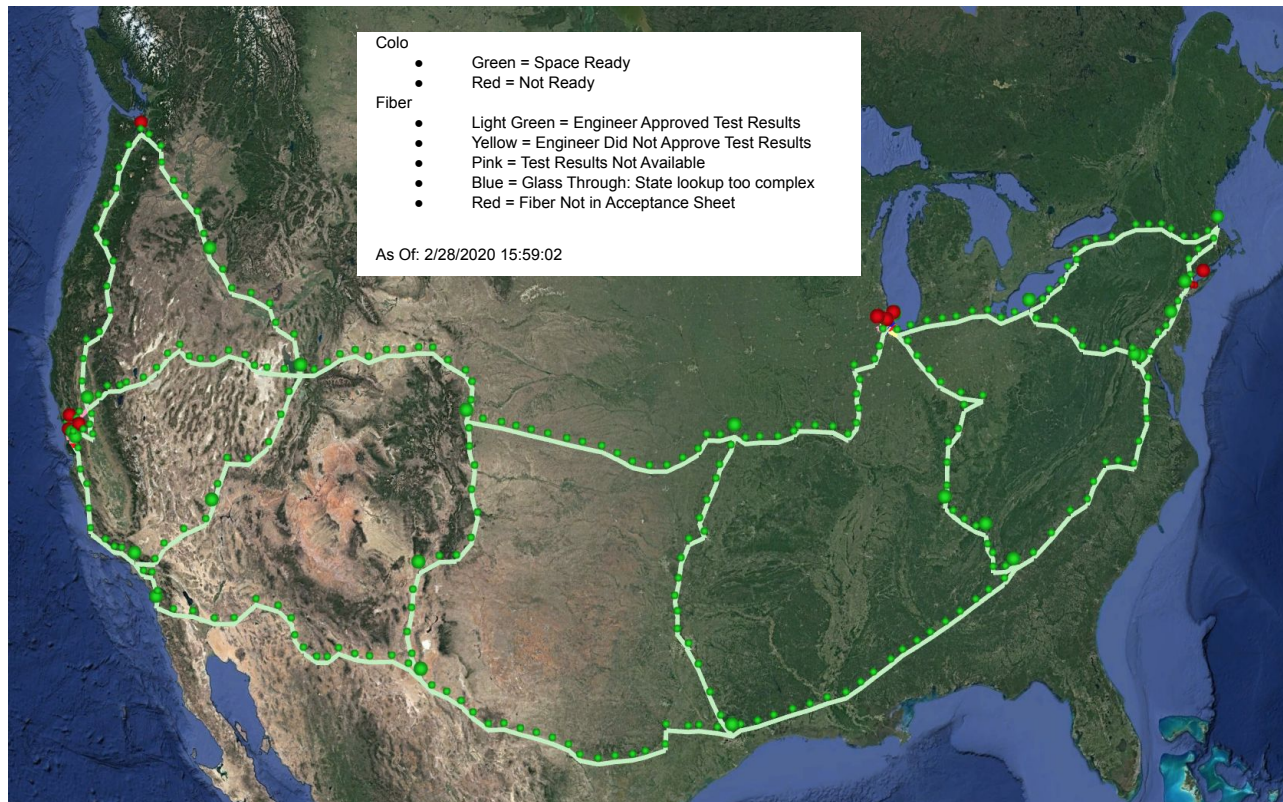 Colo
● Green = Space Ready
● Red = Not Ready
Fiber
● Light Green = Engineer Approved Test Results
● Yellow = Engineer Did Not Approve Test Results
● Pink = Test Results Not Available
● Blue = Glass Through: State lookup too complex
● Red = Fiber Not in Acceptance Sheet
As Of: 2/28/2020 15:59:02